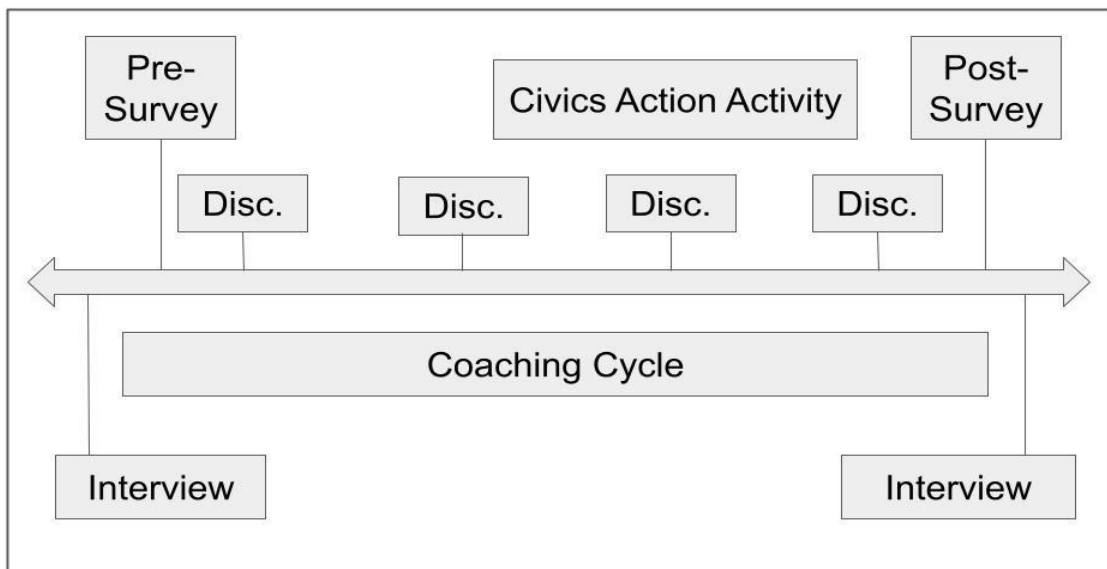 Pre-
Survey
Civics Action Activity
Post-
Survey
Disc.
Disc.
Disc.
Disc.
Coaching Cycle
Interview
Interview